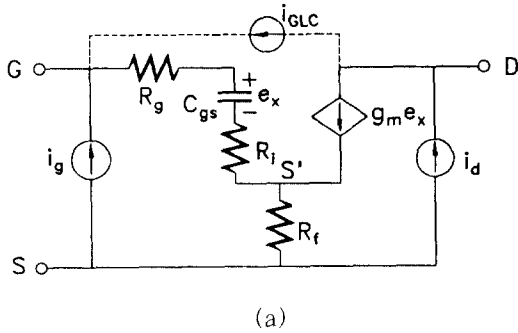 i_GLC
G
D
R_g
+
C_gs
e_x
−
g_m e_x
i_g
R_i
i_d
S'
R_f
S
(a)